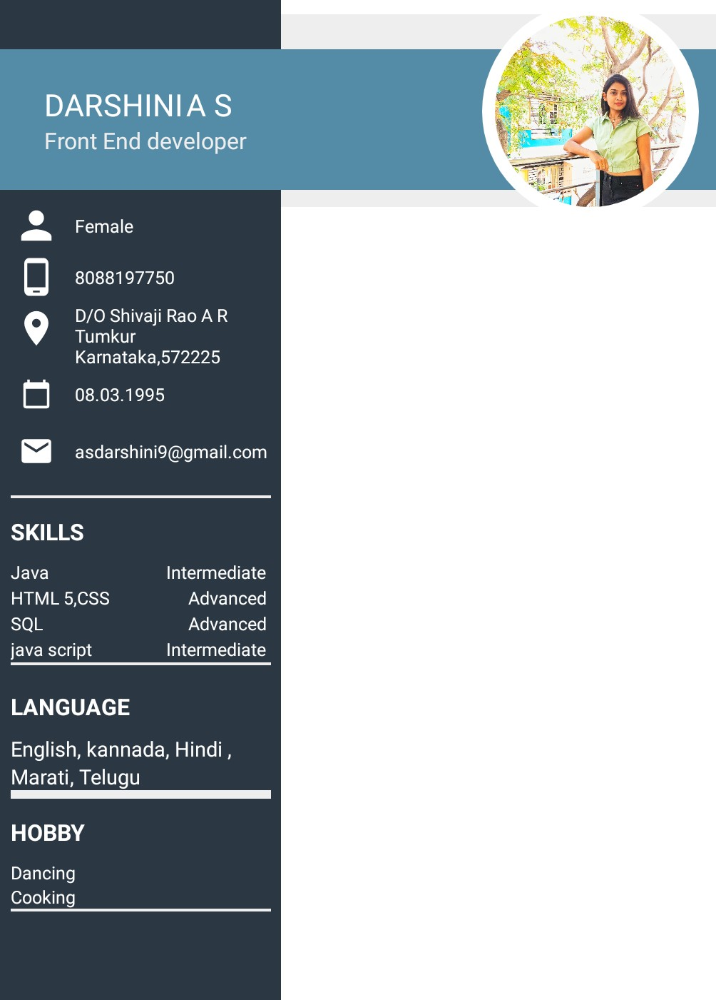 DARSHINI A S
Front End developer
Female
8088197750
D/O Shivaji Rao A R
Tumkur
Karnataka,572225
08.03.1995
asdarshini9@gmail.com
SKILLS
Java Intermediate
HTML 5,CSS Advanced
SQL Advanced
java script Intermediate
LANGUAGE
English, kannada, Hindi ,
Marati, Telugu
HOBBY
Dancing
Cooking